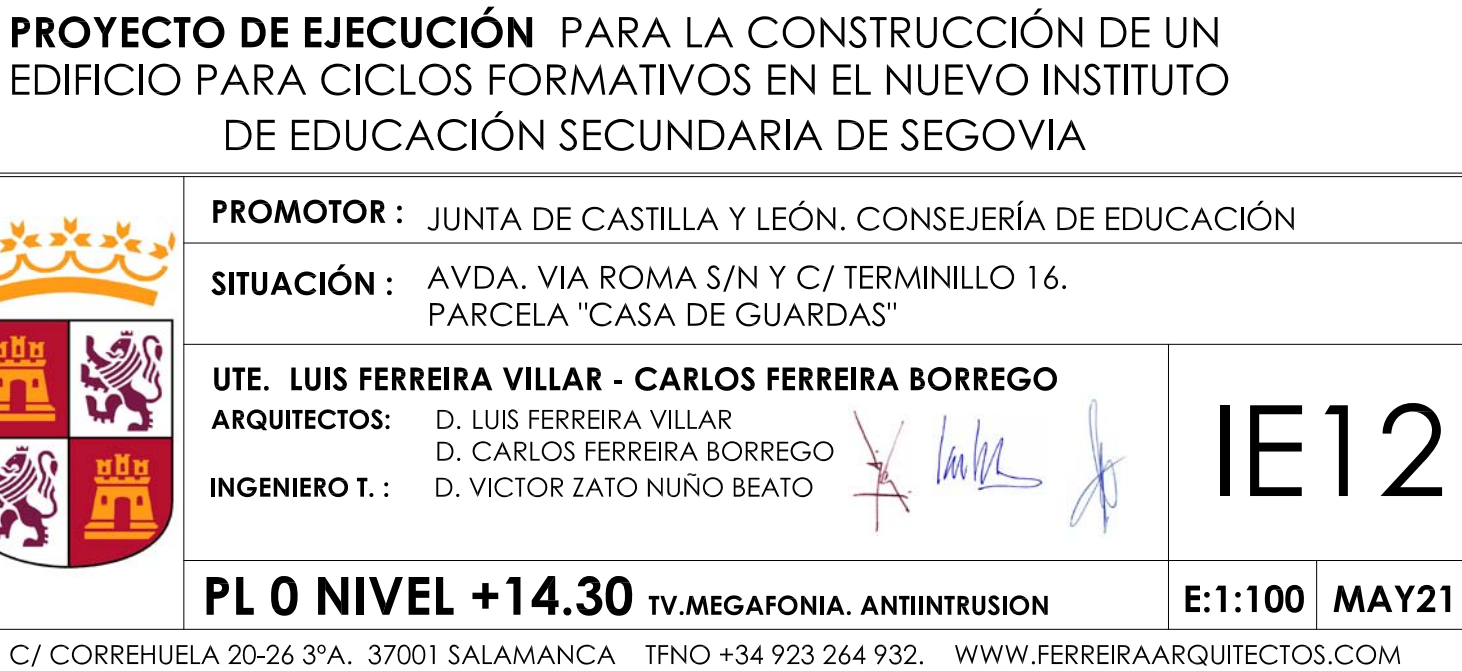 PROYECTO DE EJECUCIÓN PARA LA CONSTRUCCIÓN DE UN
EDIFICIO PARA CICLOS FORMATIVOS EN EL NUEVO INSTITUTO
DE EDUCACIÓN SECUNDARIA DE SEGOVIA
PROMOTOR : JUNTA DE CASTILLA Y LEÓN. CONSEJERÍA DE EDUCACIÓN
SITUACIÓN : AVDA. VIA ROMA S/N Y C/ TERMINILLO 16.
PARCELA "CASA DE GUARDAS"
UTE. LUIS FERREIRA VILLAR - CARLOS FERREIRA BORREGO
ARQUITECTOS: D. LUIS FERREIRA VILLAR
D. CARLOS FERREIRA BORREGO
INGENIERO T. : D. VICTOR ZATO NUÑO BEATO
IE12
PL 0 NIVEL +14.30 TV.MEGAFONIA. ANTIINTRUSION E:1:100 MAY21
C/ CORREHUELA 20-26 3ºA. 37001 SALAMANCA TFNO +34 923 264 932. WWW.FERREIRAARQUITECTOS.COM